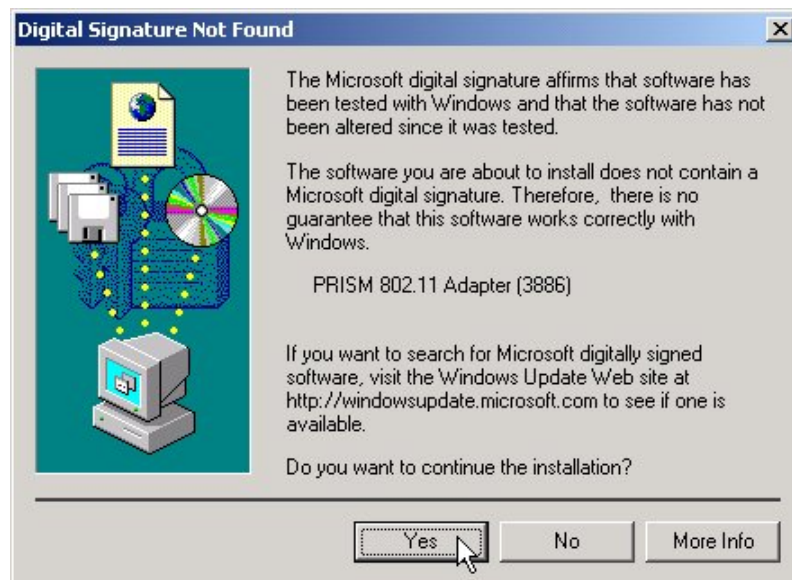 Digital Signature Not Found
The Microsoft digital signature affirms that software has
been tested with Windows and that the software has not
been altered since it was tested.
The software you are about to install does not contain a
Microsoft digital signature. Therefore, there is no
guarantee that this software works correctly with
Windows.
PRISM 802.11 Adapter (3886)
If you want to search for Microsoft digitally signed
software, visit the Windows Update Web site at
http://windowsupdate.microsoft.com to see if one is
available.
Do you want to continue the installation?
Yes
No
More Info